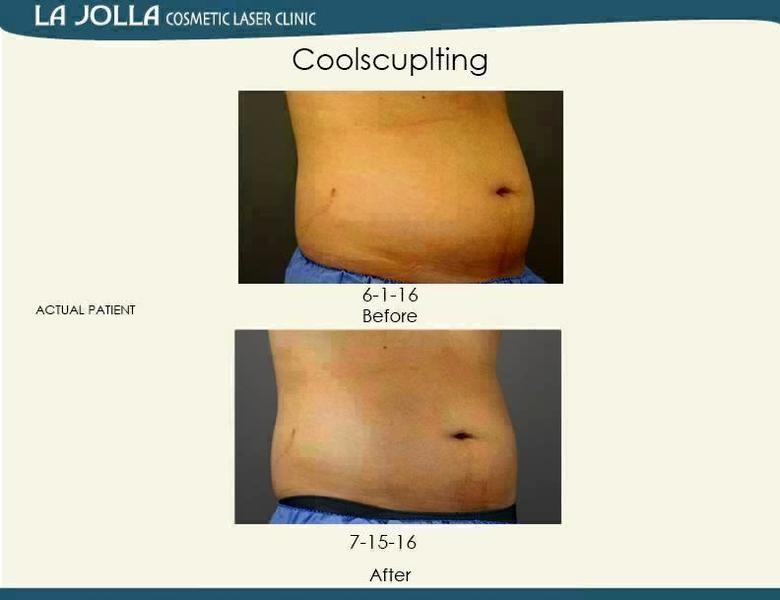 LA JOLLA COSMETIC LASER CLINIC
Coolscuplting
6-1-16
Before
ACTUAL PATIENT
7-15-16
After